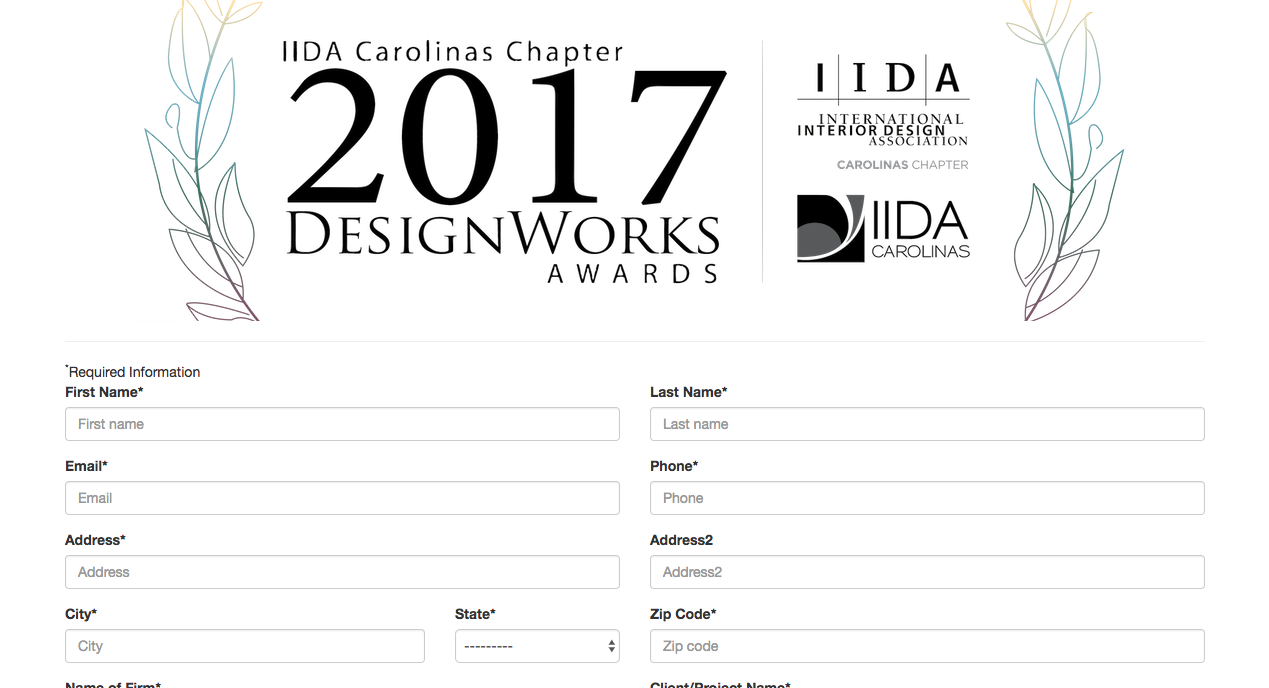 IIDA Carolinas Chapter
2017
DESIGNWORKS
AWARDS
IIDA
INTERNATIONAL
INTERIOR DESIGN
ASSOCIATION
CAROLINAS CHAPTER
IIDA
CAROLINAS
*Required Information
First Name*
Last Name*
First name
Last name
Email*
Phone*
Email
Phone
Address*
Address2
Address
Address2
City*
State*
Zip Code*
City
---------
Zip code
Name of Firm*
Client/Project Name*